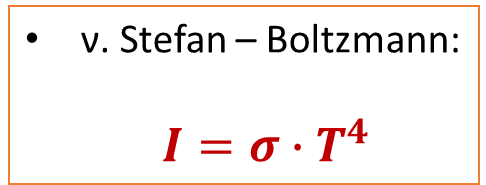 • ν. Stefan – Boltzmann:
I = σ · T⁴